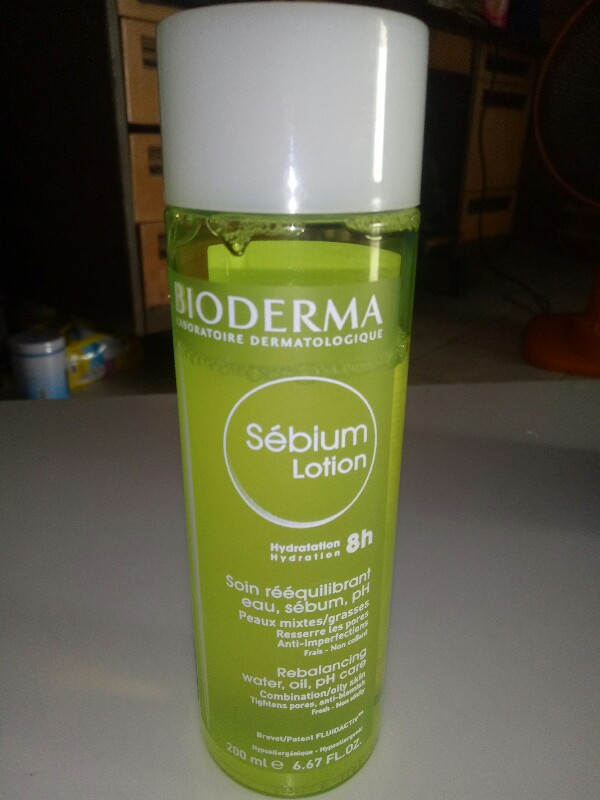 BIODERMA
LABORATOIRE DERMATOLOGIQUE
Sébium
Lotion
Hydratation 8h
Hydration
Soin rééquilibrant
eau, sébum, pH
Peaux mixtes/grasses
Resserre les pores
Anti-imperfections
Frais - Non collant
Rebalancing
water, oil, pH care
Combination/oily skin
Tightens pores, anti-blemish
Fresh - Non sticky
Brevet/Patent FLUIDACTIV™
Hypoallergénique - Hypoallergenic
200 ml e 6.67 FL.OZ.